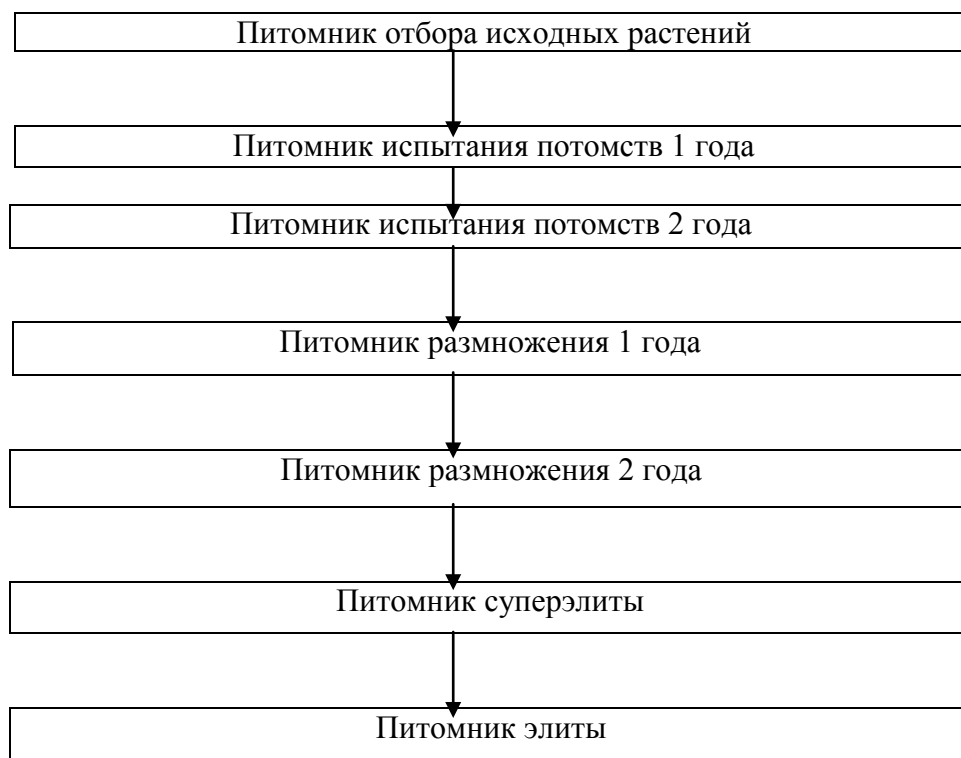 Питомник отбора исходных растений
Питомник испытания потомств 1 года
Питомник испытания потомств 2 года
Питомник размножения 1 года
Питомник размножения 2 года
Питомник суперэлиты
Питомник элиты